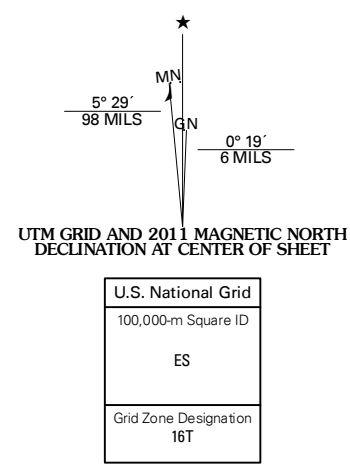 ★
MN.
GN
5° 29´
98 MILS
0° 19´
6 MILS
UTM GRID AND 2011 MAGNETIC NORTH
DECLINATION AT CENTER OF SHEET
U.S. National Grid
100,000-m Square ID
ES
Grid Zone Designation
16T